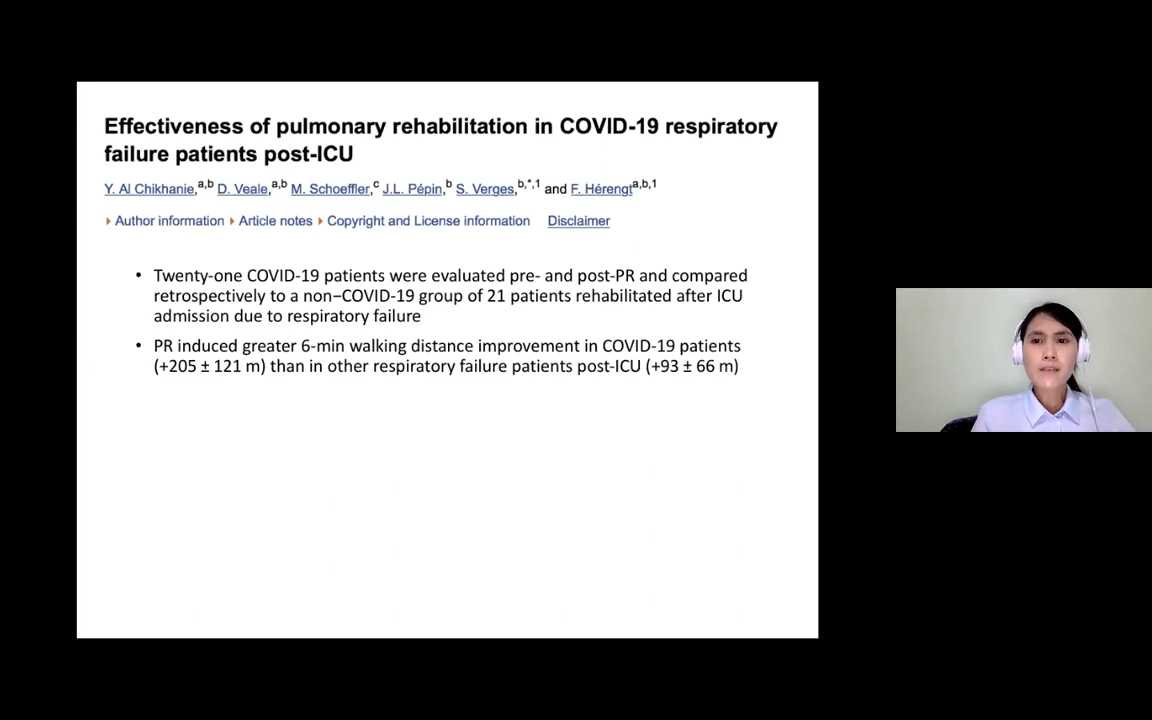 Effectiveness of pulmonary rehabilitation in COVID-19 respiratory
failure patients post-ICU
Y. Al Chikhanie,a,b D. Veale,a,b M. Schoeffler,c J.L. Pépin,b S. Verges,b,*,1 and F. Hérengta,b,1
Author information Article notes Copyright and License information Disclaimer
• Twenty-one COVID-19 patients were evaluated pre- and post-PR and compared
retrospectively to a non−COVID-19 group of 21 patients rehabilitated after ICU
admission due to respiratory failure
• PR induced greater 6-min walking distance improvement in COVID-19 patients
(+205 ± 121 m) than in other respiratory failure patients post-ICU (+93 ± 66 m)